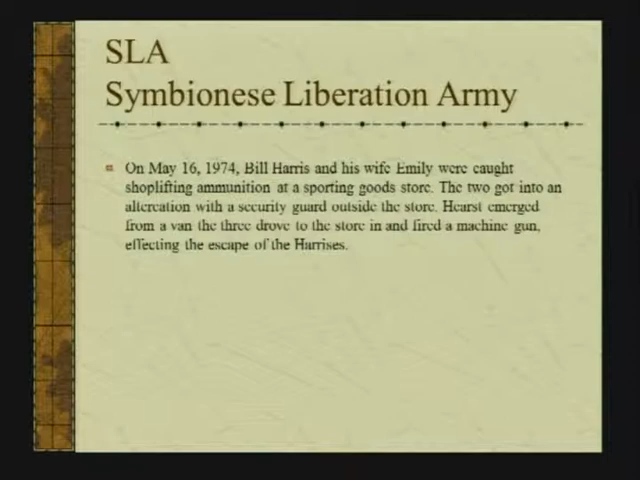 SLA
Symbionese Liberation Army
On May 16, 1974, Bill Harris and his wife Emily were caught
shoplifting ammunition at a sporting goods store. The two got into an
altercation with a security guard outside the store. Hearst emerged
from a van the three drove to the store in and fired a machine gun,
effecting the escape of the Harrises.